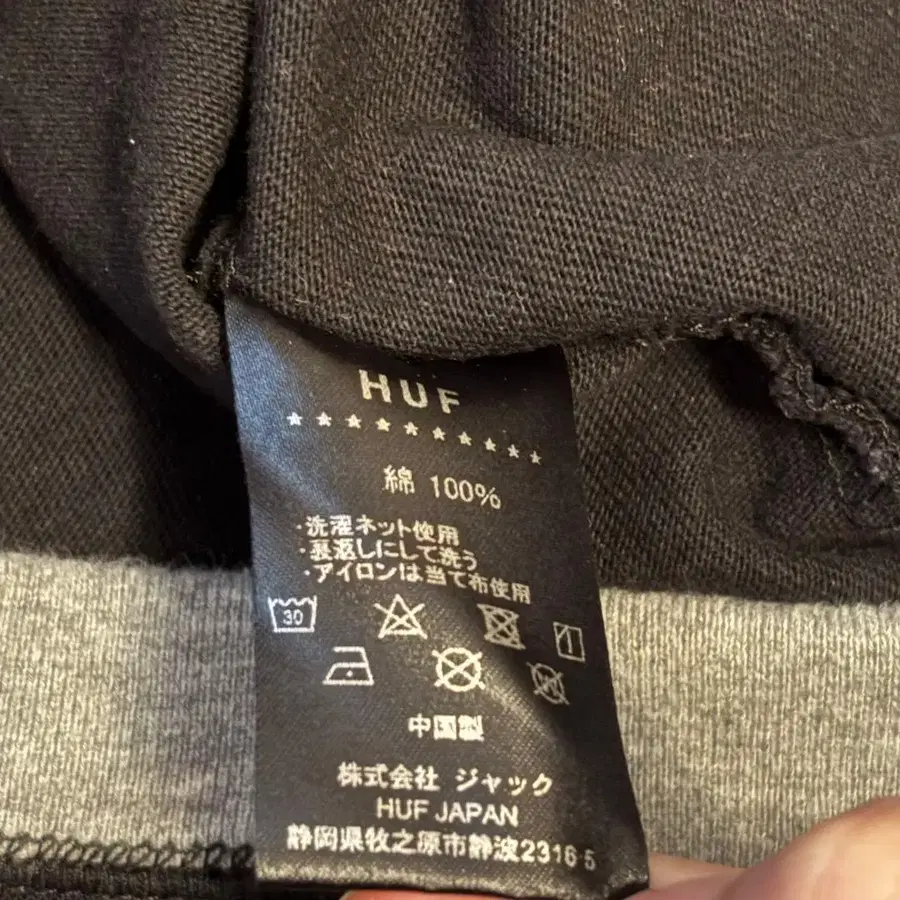 HUF
綿 100%
・洗濯ネット使用
・裏返しにして洗う
・アイロンは当て布使用
30
中国製
株式会社 ジャック
HUF JAPAN
静岡県牧之原市静波2316-5